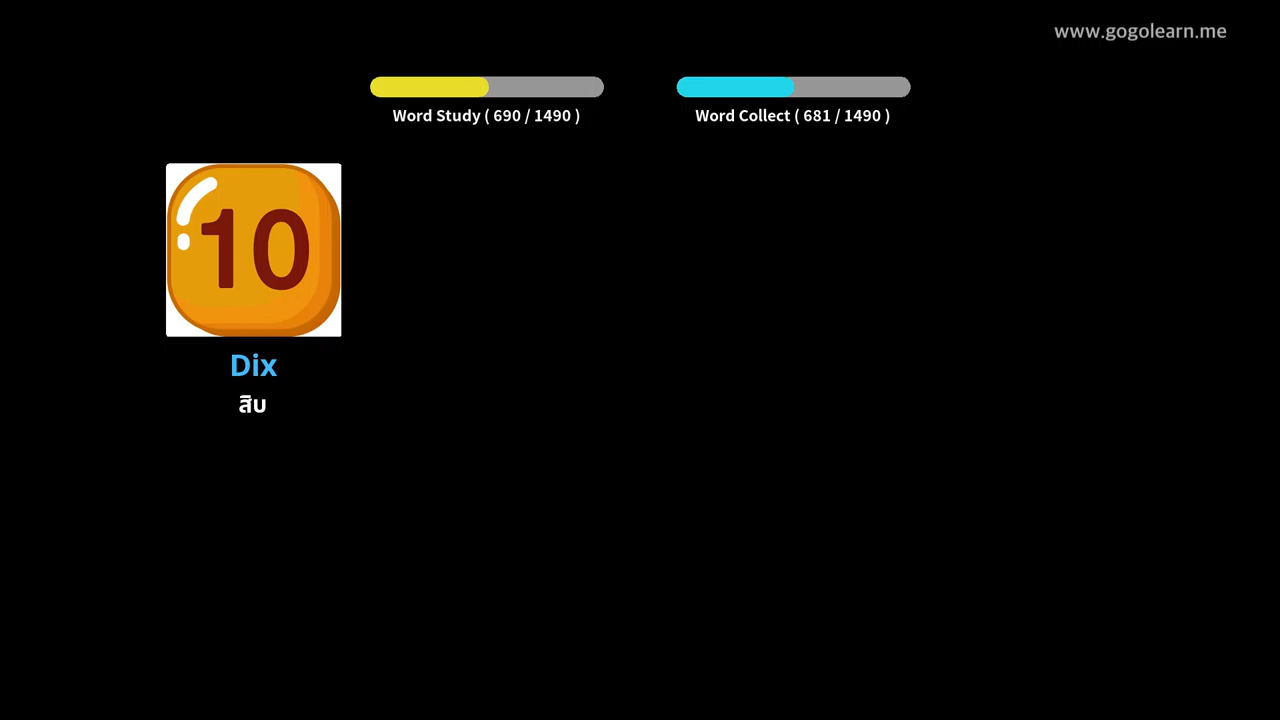 www.gogolearn.me
Word Study ( 690 / 1490 )
Word Collect ( 681 / 1490 )
10
Dix
สิบ